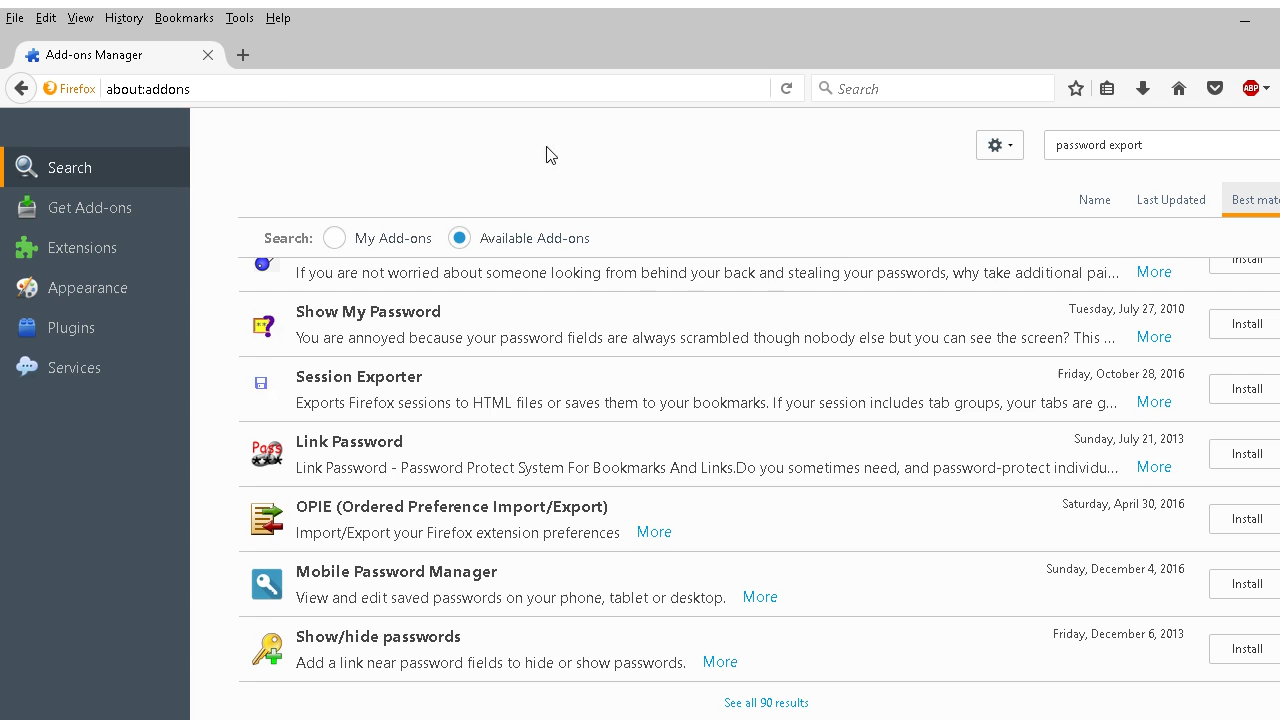 File Edit View History Bookmarks Tools Help
Add-ons Manager
Firefox about:addons Search ABP
Search password export
Get Add-ons Name Last Updated Best mat
Extensions Search: My Add-ons Available Add-ons
Appearance
Plugins
Services
If you are not worried about someone looking from behind your back and stealing your passwords, why take additional pai... More Install
Show My Password Tuesday, July 27, 2010
You are annoyed because your password fields are always scrambled though nobody else but you can see the screen? This ... More Install
Session Exporter Friday, October 28, 2016
Exports Firefox sessions to HTML files or saves them to your bookmarks. If your session includes tab groups, your tabs are g... More Install
Pass *** Link Password Sunday, July 21, 2013
Link Password - Password Protect System For Bookmarks And Links.Do you sometimes need, and password-protect individu... More Install
OPIE (Ordered Preference Import/Export) Saturday, April 30, 2016
Import/Export your Firefox extension preferences More Install
Mobile Password Manager Sunday, December 4, 2016
View and edit saved passwords on your phone, tablet or desktop. More Install
Show/hide passwords Friday, December 6, 2013
Add a link near password fields to hide or show passwords. More Install
See all 90 results